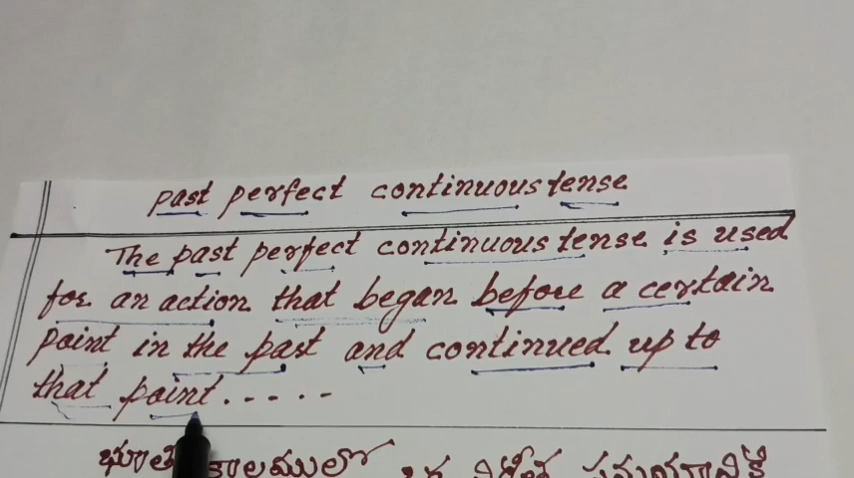 past perfect continuous tense
The past perfect continuous tense is used
for an action that began before a certain
point in the past and continued up to
that point.....
కాలములో